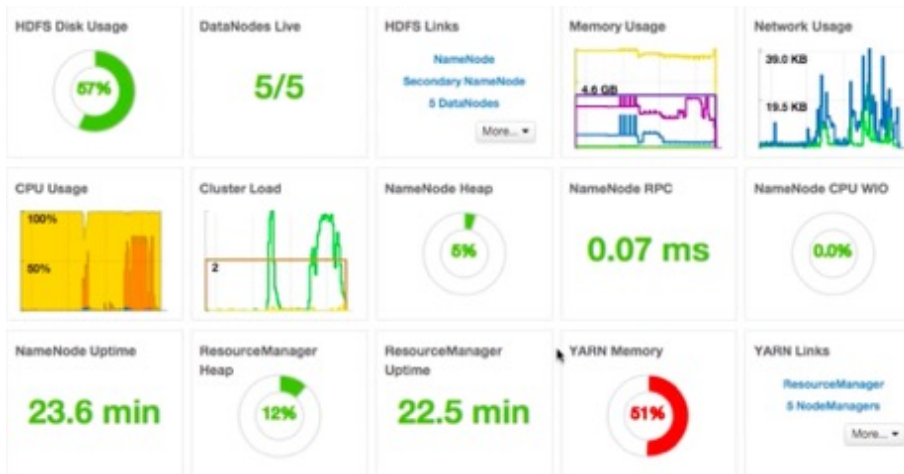 HDFS Disk Usage
57%
DataNodes Live
5/5
HDFS Links
NameNode
Secondary NameNode
5 DataNodes
More...
Memory Usage
4.6 GB
Network Usage
39.0 KB
19.5 KB
CPU Usage
100%
50%
Cluster Load
2
NameNode Heap
5%
NameNode RPC
0.07 ms
NameNode CPU WIO
0.0%
NameNode Uptime
23.6 min
ResourceManager
Heap
12%
ResourceManager
Uptime
22.5 min
YARN Memory
51%
YARN Links
ResourceManager
5 NodeManagers
More...